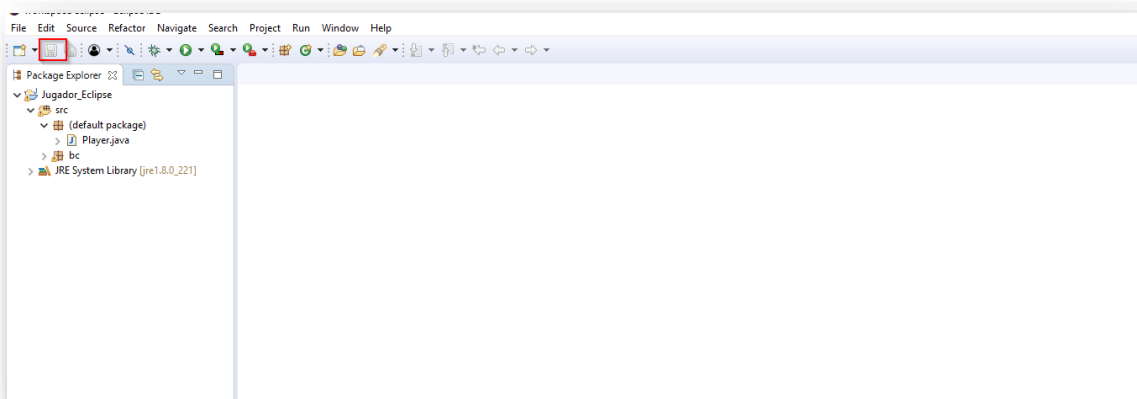 File Edit Source Refactor Navigate Search Project Run Window Help
Package Explorer
Jugador_Eclipse
src
(default package)
Player.java
bc
JRE System Library [jre1.8.0_221]